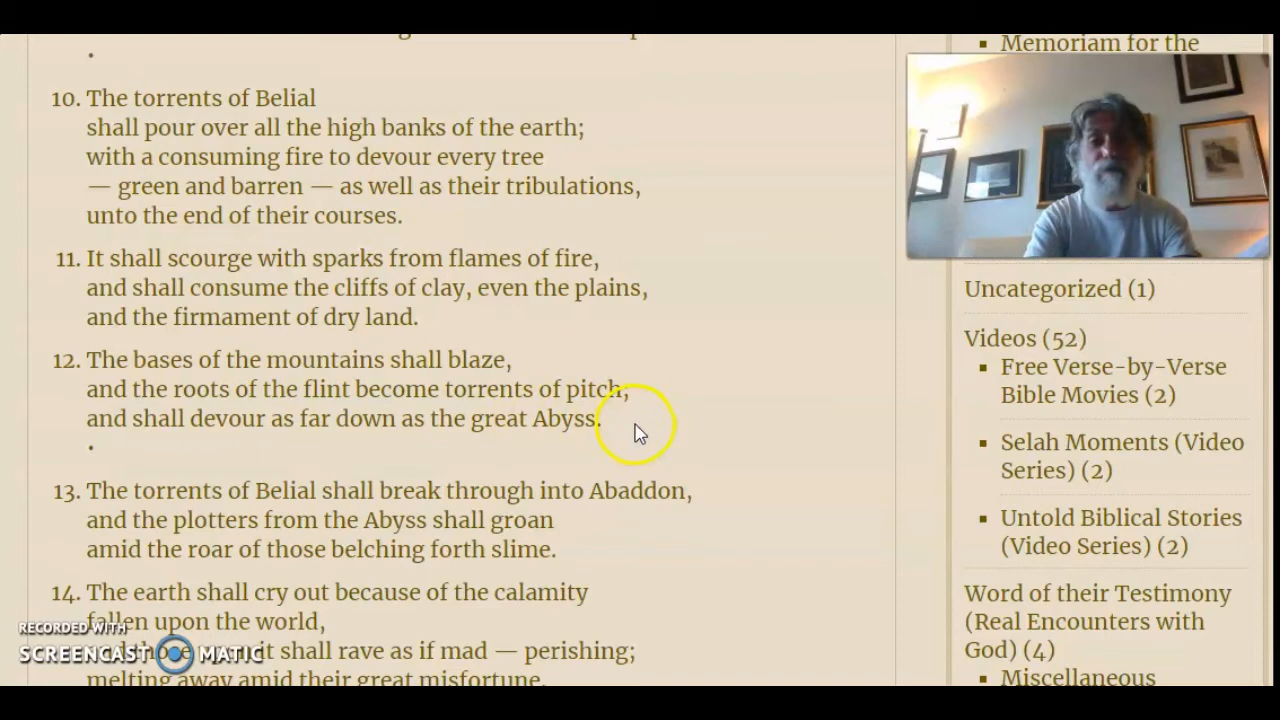 10. The torrents of Belial
shall pour over all the high banks of the earth;
with a consuming fire to devour every tree
— green and barren — as well as their tribulations,
unto the end of their courses.
11. It shall scourge with sparks from flames of fire,
and shall consume the cliffs of clay, even the plains,
and the firmament of dry land.
12. The bases of the mountains shall blaze,
and the roots of the flint become torrents of pitch;
and shall devour as far down as the great Abyss.
13. The torrents of Belial shall break through into Abaddon,
and the plotters from the Abyss shall groan
amid the roar of those belching forth slime.
14. The earth shall cry out because of the calamity
fallen upon the world,
it shall rave as if mad — perishing;
melting away amid their great misfortune.
RECORDED WITH
SCREENCAST MATIC
Memoriam for the
Uncategorized (1)
Videos (52)
Free Verse-by-Verse
Bible Movies (2)
Selah Moments (Video
Series) (2)
Untold Biblical Stories
(Video Series) (2)
Word of their Testimony
(Real Encounters with
God) (4)
Miscellaneous